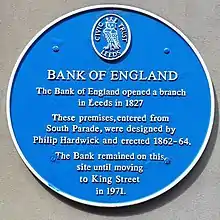 CIVIC TRUST
LEEDS
BANK OF ENGLAND
The Bank of England opened a branch
in Leeds in 1827
These premises, entered from
South Parade, were designed by
Philip Hardwick and erected 1862-64.
The Bank remained on this
site until moving
to King Street
in 1971.